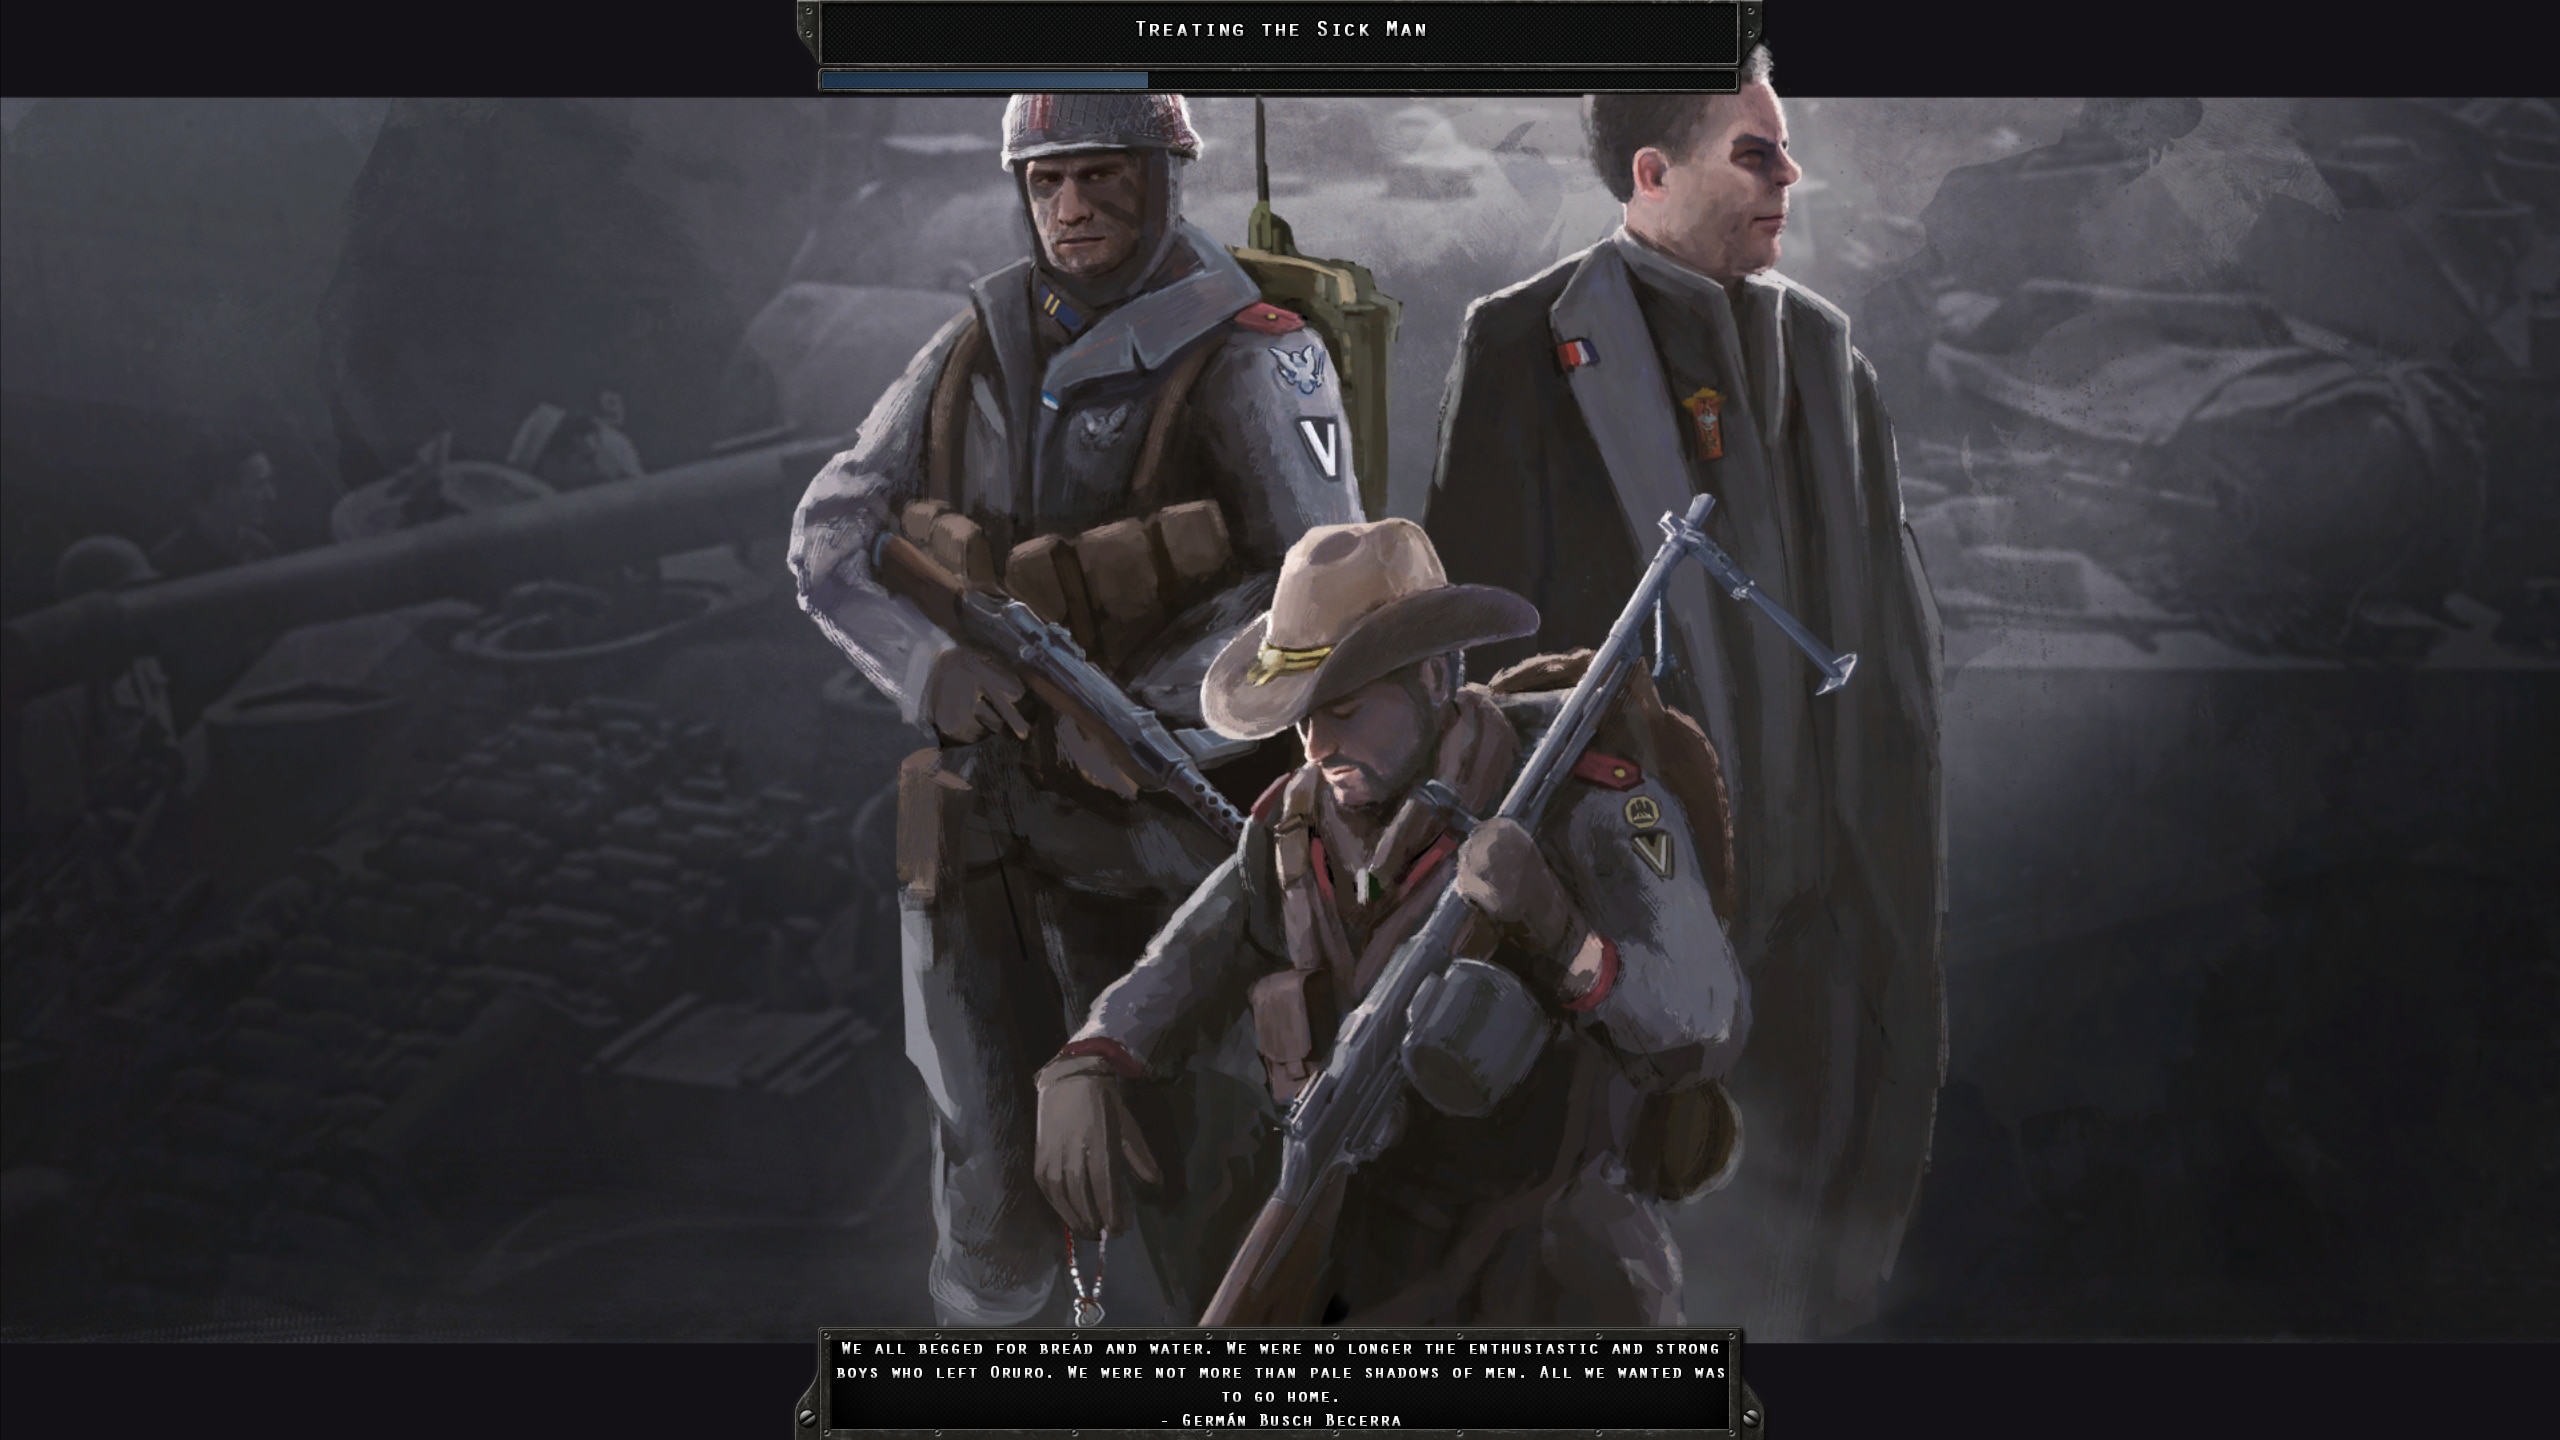 Treating the Sick Man
V
V
We all begged for bread and water. We were no longer the enthusiastic and strong
boys who left Oruro. We were not more than pale shadows of men. All we wanted was
to go home.
- Germán Busch Becerra